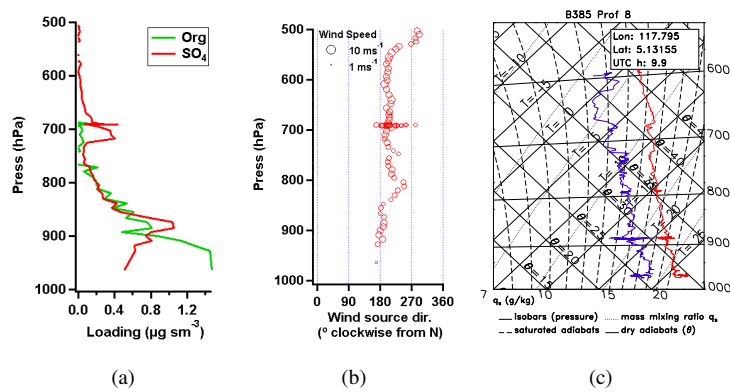 B385 Prof 8
Org
SO4
Wind Speed
10 ms-1
1 ms-1
Lon: 117.795
Lat: 5.13155
UTC h: 9.9
500
600
700
800
900
1000
Press (hPa)
0.0 0.4 0.8 1.2
Loading (µg sm-3)
500
600
700
800
900
1000
Press (hPa)
0 90 180 270 360
Wind source dir.
(º clockwise from N)
600
700
800
900
1000
θ=40
θ=25
θ=20
7 10 15 20
qs (g/kg)
isobars (pressure) mass mixing ratio qs
saturated adiabats dry adiabats (θ)
(a) (b) (c)